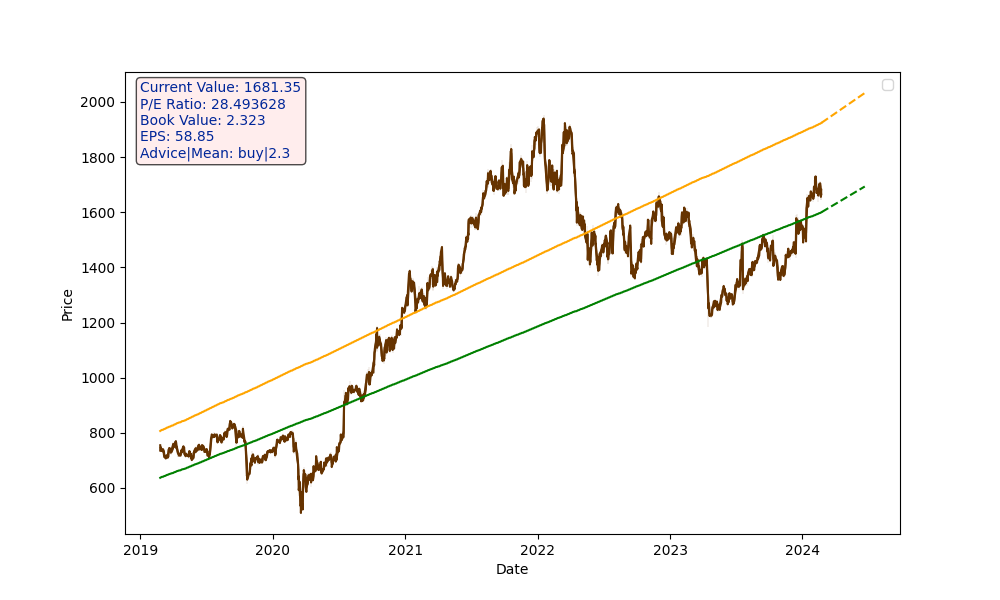 Current Value: 1681.35
P/E Ratio: 28.493628
Book Value: 2.323
EPS: 58.85
Advice|Mean: buy|2.3
Price
2000
1800
1600
1400
1200
1000
800
600
2019 2020 2021 2022 2023 2024
Date